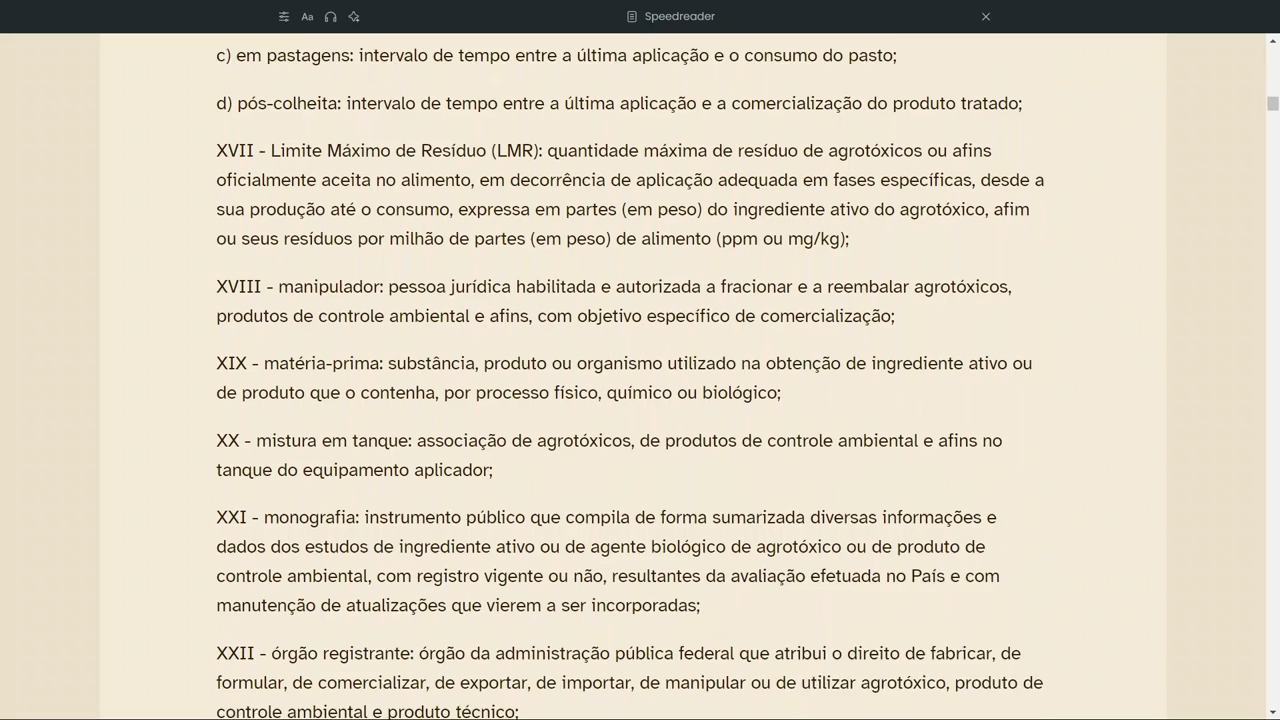 Aa
Speedreader
c) em pastagens: intervalo de tempo entre a última aplicação e o consumo do pasto;
d) pós-colheita: intervalo de tempo entre a última aplicação e a comercialização do produto tratado;
XVII - Limite Máximo de Resíduo (LMR): quantidade máxima de resíduo de agrotóxicos ou afins
oficialmente aceita no alimento, em decorrência de aplicação adequada em fases específicas, desde a
sua produção até o consumo, expressa em partes (em peso) do ingrediente ativo do agrotóxico, afim
ou seus resíduos por milhão de partes (em peso) de alimento (ppm ou mg/kg);
XVIII - manipulador: pessoa jurídica habilitada e autorizada a fracionar e a reembalar agrotóxicos,
produtos de controle ambiental e afins, com objetivo específico de comercialização;
XIX - matéria-prima: substância, produto ou organismo utilizado na obtenção de ingrediente ativo ou
de produto que o contenha, por processo físico, químico ou biológico;
XX - mistura em tanque: associação de agrotóxicos, de produtos de controle ambiental e afins no
tanque do equipamento aplicador;
XXI - monografia: instrumento público que compila de forma sumarizada diversas informações e
dados dos estudos de ingrediente ativo ou de agente biológico de agrotóxico ou de produto de
controle ambiental, com registro vigente ou não, resultantes da avaliação efetuada no País e com
manutenção de atualizações que vierem a ser incorporadas;
XXII - órgão registrante: órgão da administração pública federal que atribui o direito de fabricar, de
formular, de comercializar, de exportar, de importar, de manipular ou de utilizar agrotóxico, produto de
controle ambiental e produto técnico;